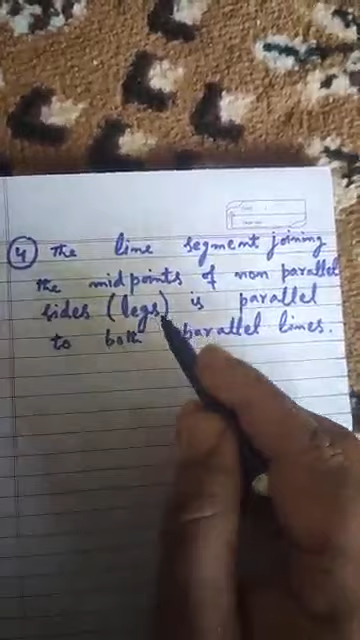 4 The line segment joining
the midpoints of non parallel
sides (legs) is parallel
to both parallel lines.